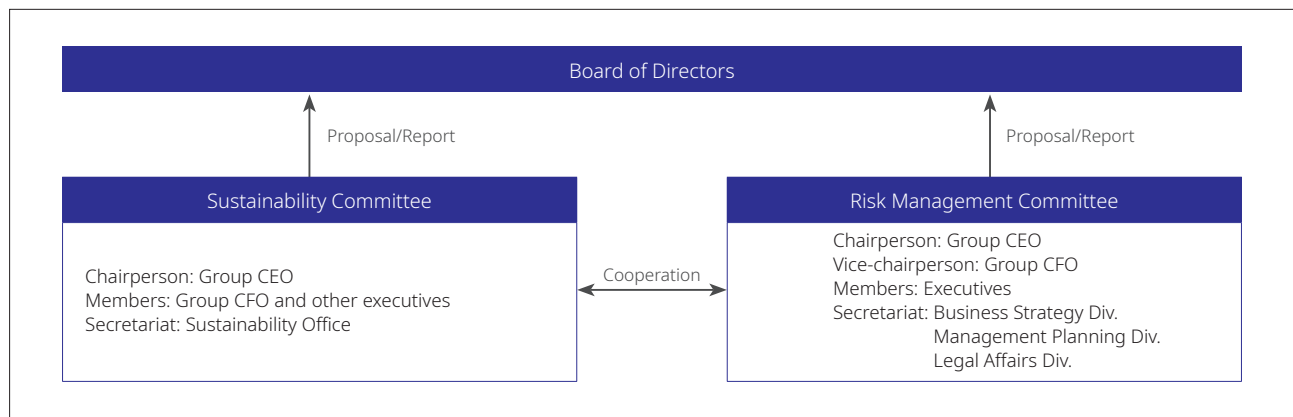 Board of Directors
Proposal/Report
Proposal/Report
Sustainability Committee
Chairperson: Group CEO
Members: Group CFO and other executives
Secretariat: Sustainability Office
Cooperation
Risk Management Committee
Chairperson: Group CEO
Vice-chairperson: Group CFO
Members: Executives
Secretariat: Business Strategy Div.
Management Planning Div.
Legal Affairs Div.